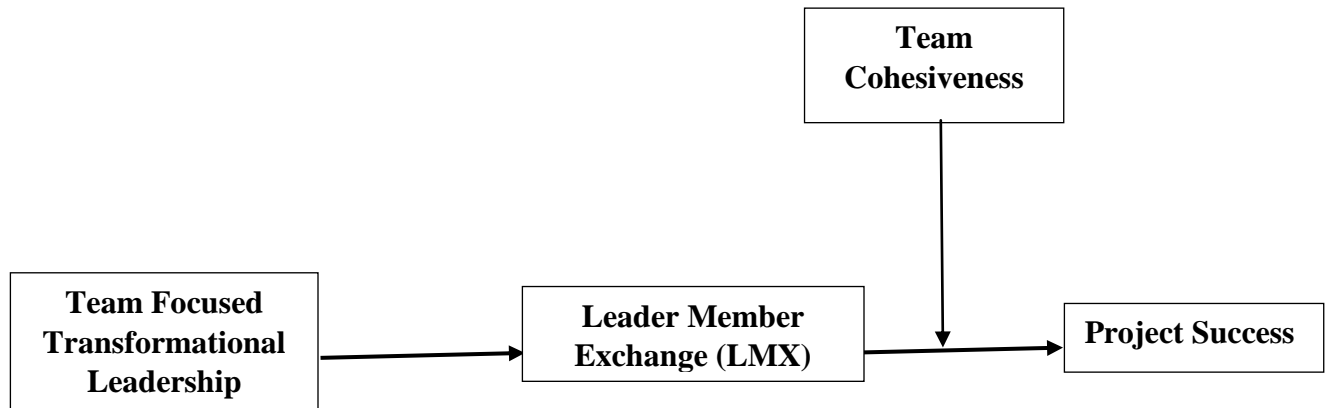 Team
Cohesiveness
Team Focused
Transformational
Leadership
Leader Member
Exchange (LMX)
Project Success